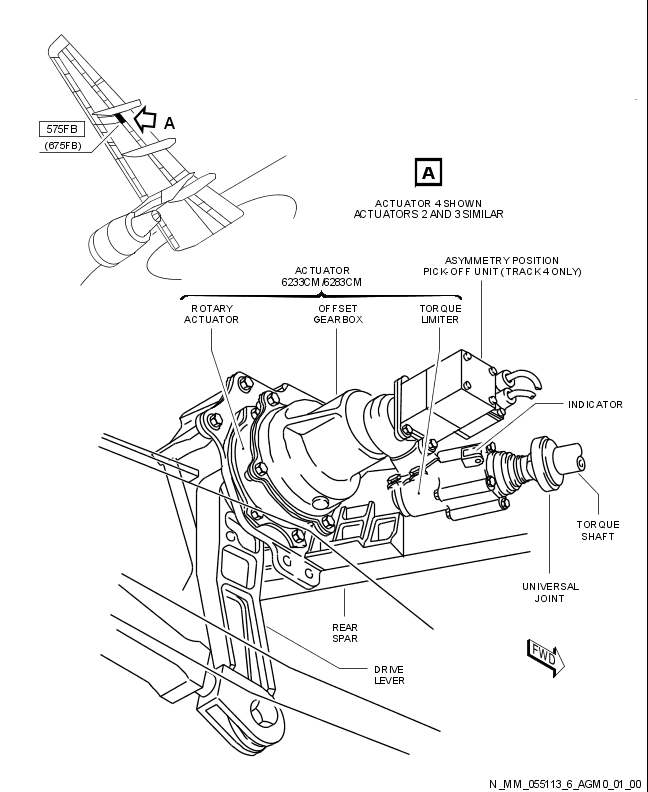 575FB
(675FB)
A
A
ACTUATOR 4 SHOWN
ACTUATORS 2 AND 3 SIMILAR
ACTUATOR
6233CM/6283CM
ASYMMETRY POSITION
PICK-OFF UNIT (TRACK 4 ONLY)
ROTARY
ACTUATOR
OFFSET
GEARBOX
TORQUE
LIMITER
INDICATOR
TORQUE
SHAFT
UNIVERSAL
JOINT
REAR
SPAR
DRIVE
LEVER
FWD
N_MM_055113_6_AGM0_01_00